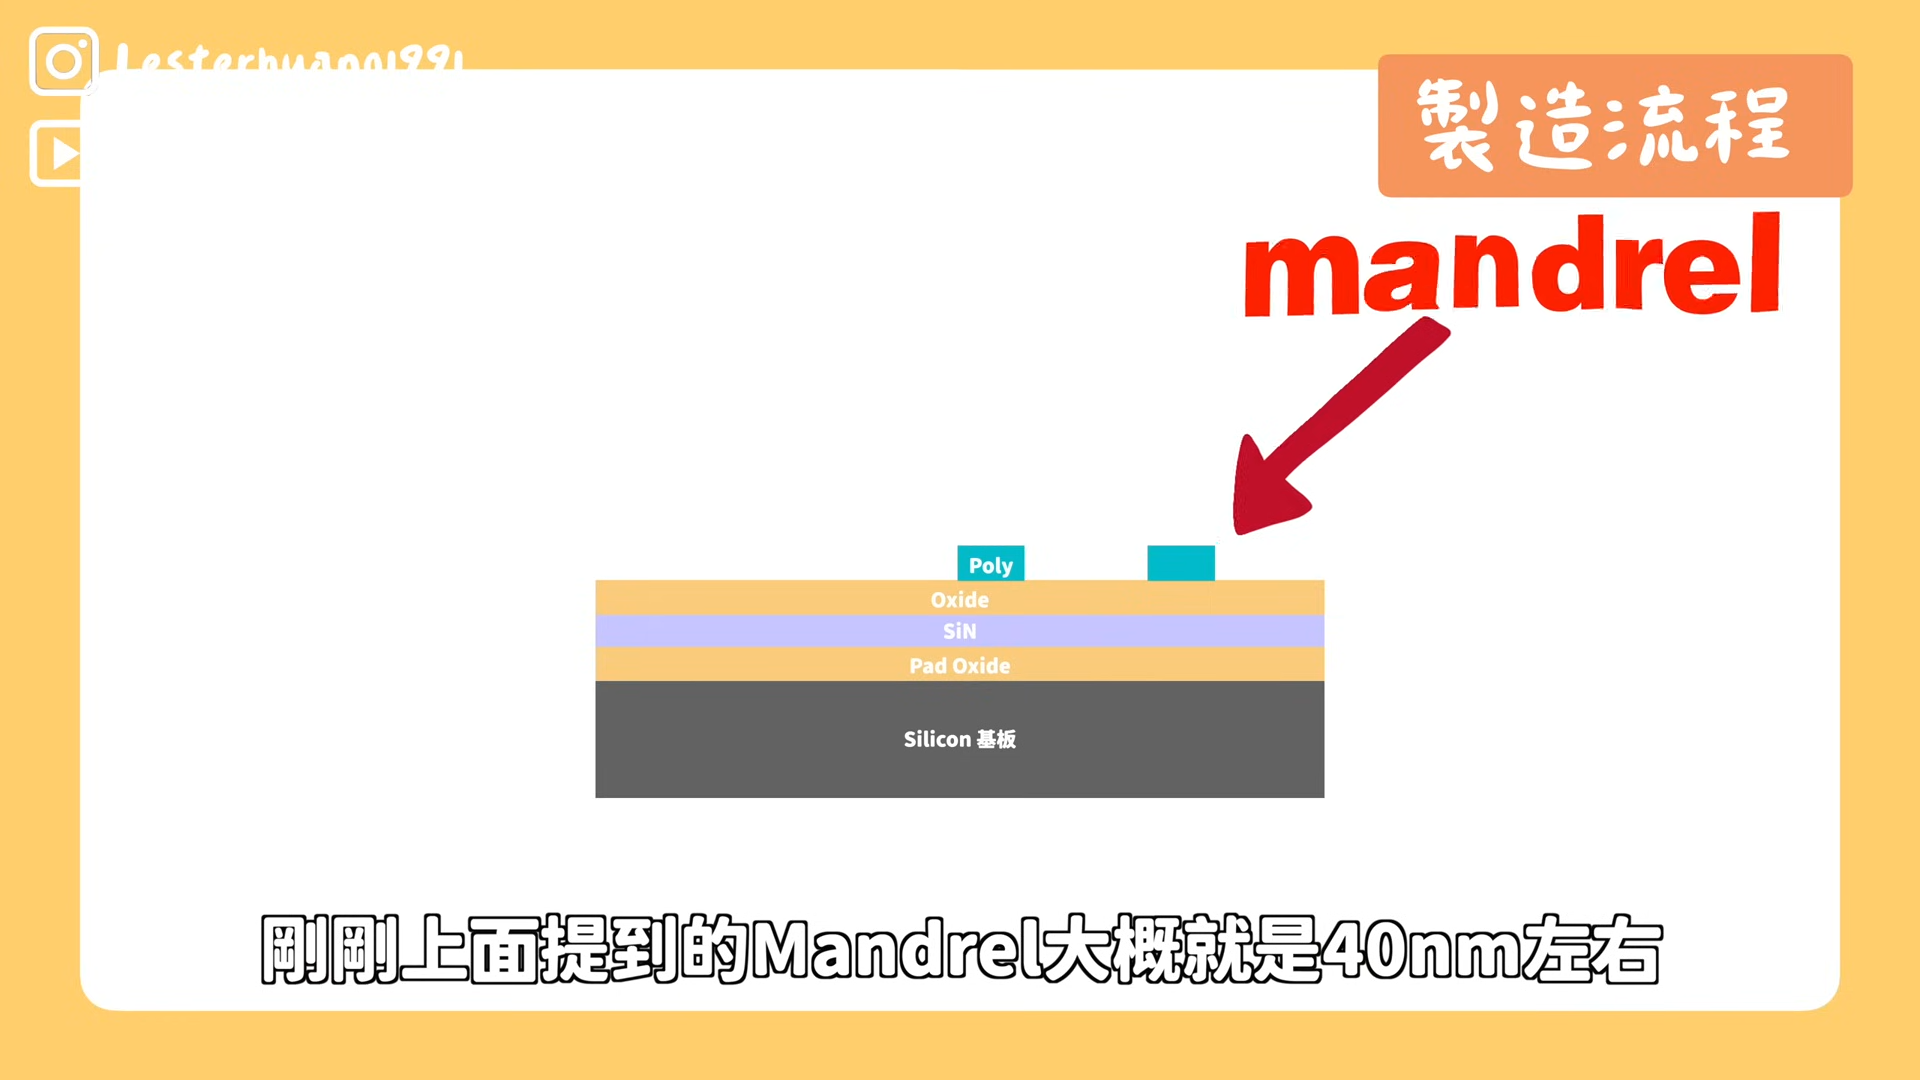 Lesterhuang1991
製造流程
mandrel
Poly
Oxide
SiN
Pad Oxide
Silicon 基板
剛剛上面提到的Mandrel大概就是40nm左右